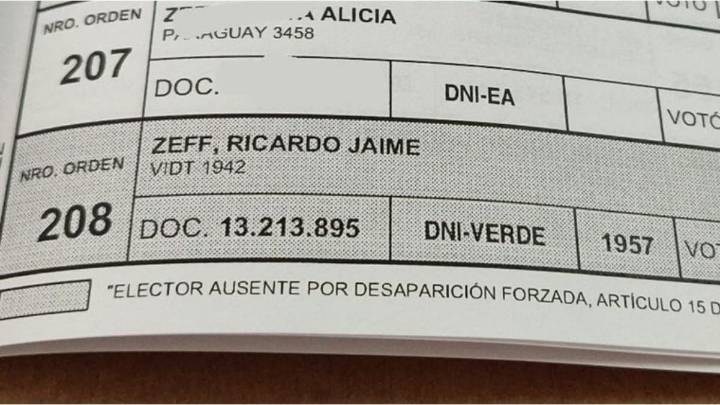 NRO. ORDEN
207
ALICIA
3458
DOC.
DNI-EA
VOTÓ
NRO. ORDEN
208
ZEFF, RICARDO JAIME
VIDT 1942
DOC. 13.213.895
DNI-VERDE
1957
"ELECTOR AUSENTE POR DESAPARICIÓN FORZADA, ARTÍCULO 15